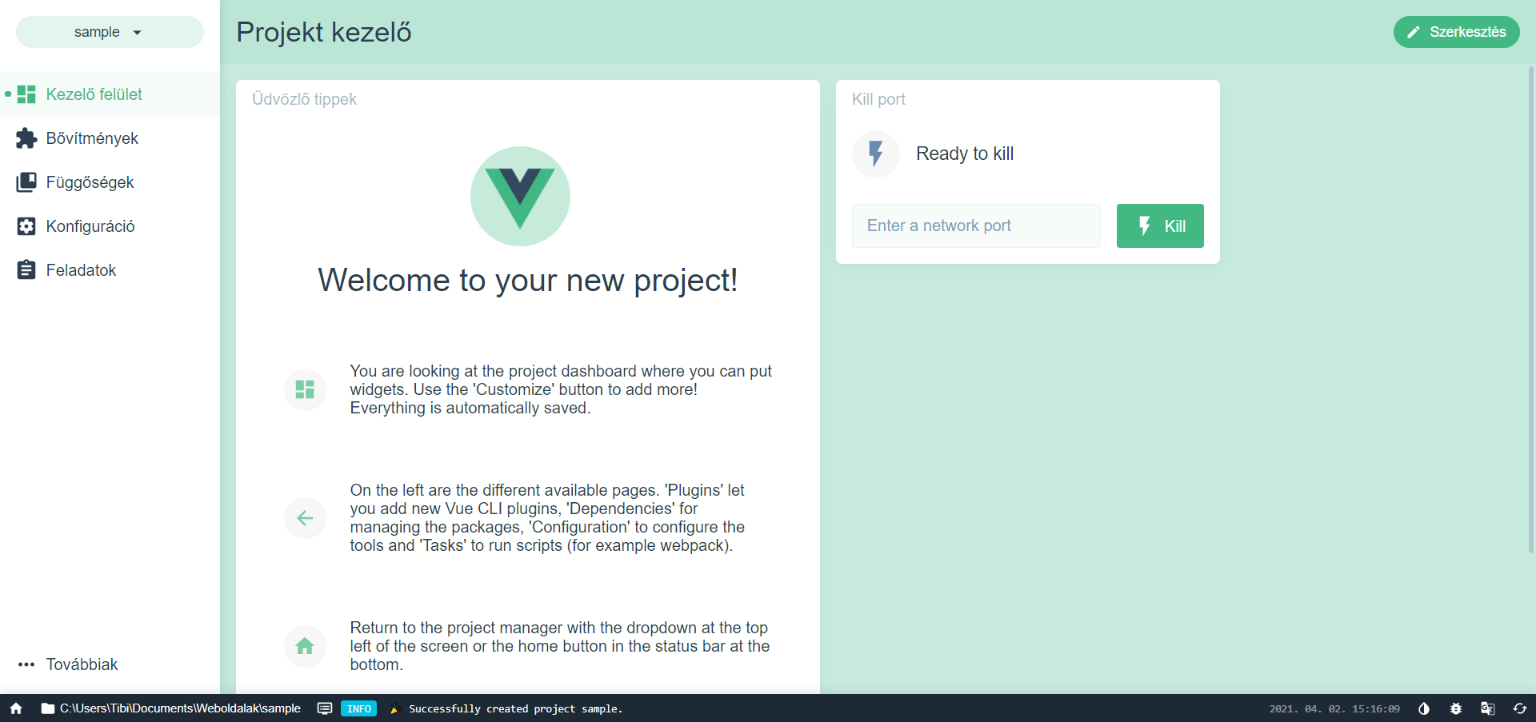 sample
Projekt kezelő
Szerkesztés
Kezelő felület
Bővítmények
Függőségek
Konfiguráció
Feladatok
Továbbiak
Üdvözlő tippek
Welcome to your new project!
You are looking at the project dashboard where you can put
widgets. Use the 'Customize' button to add more!
Everything is automatically saved.
On the left are the different available pages. 'Plugins' let
you add new Vue CLI plugins, 'Dependencies' for
managing the packages, 'Configuration' to configure the
tools and 'Tasks' to run scripts (for example webpack).
Return to the project manager with the dropdown at the top
left of the screen or the home button in the status bar at the
bottom.
Kill port
Ready to kill
Enter a network port
Kill
C:\Users\Tibi\Documents\Weboldalak\sample
INFO
Successfully created project sample.
2021. 04. 02. 15:16:09